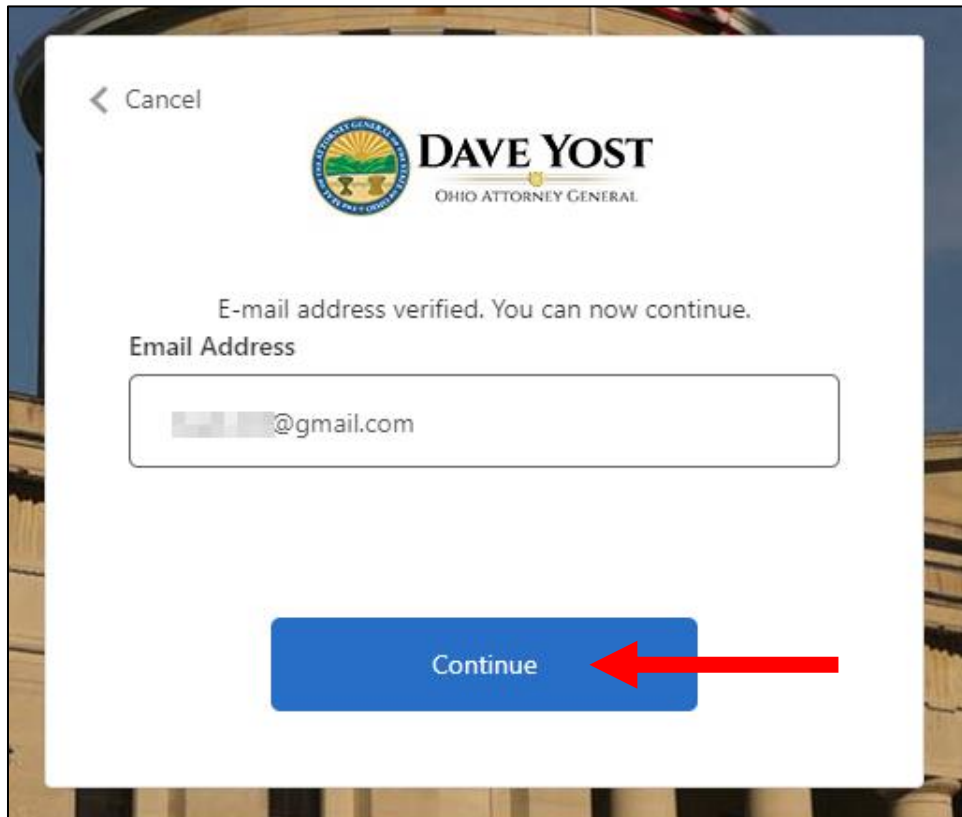 Cancel
DAVE YOST
OHIO ATTORNEY GENERAL
E-mail address verified. You can now continue.
Email Address
@gmail.com
Continue